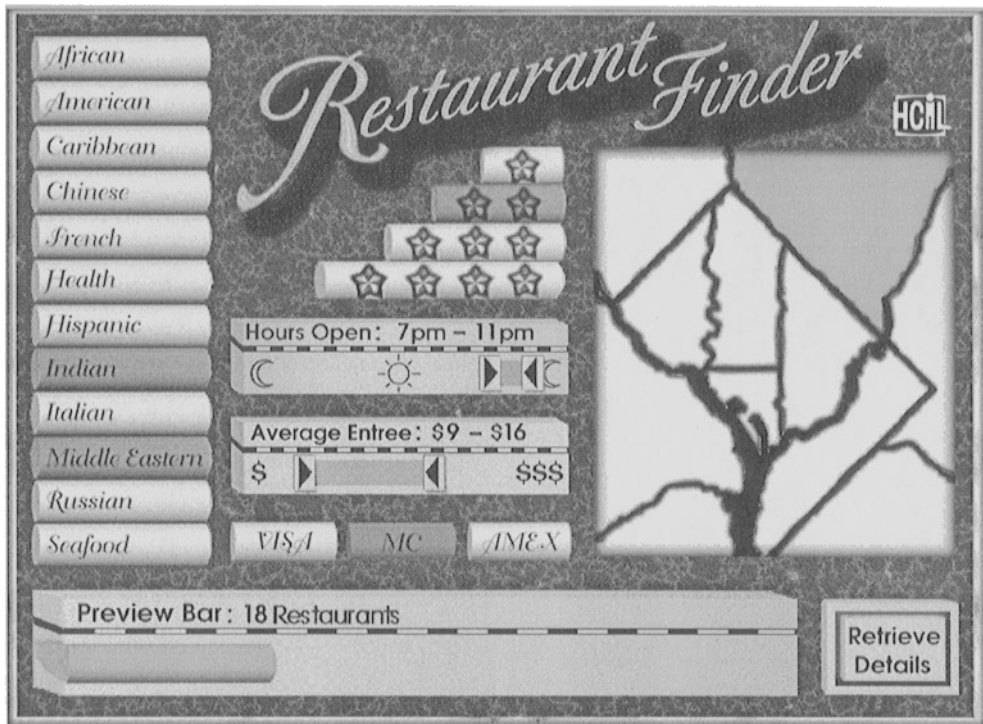 Restaurant Finder
HCIL
African
American
Caribbean
Chinese
French
Health
Hispanic
Indian
Italian
Middle Eastern
Russian
Seafood
Hours Open: 7pm – 11pm
Average Entree: $9 – $16
$ $$$
VISA MC AMEX
Preview Bar: 18 Restaurants
Retrieve
Details